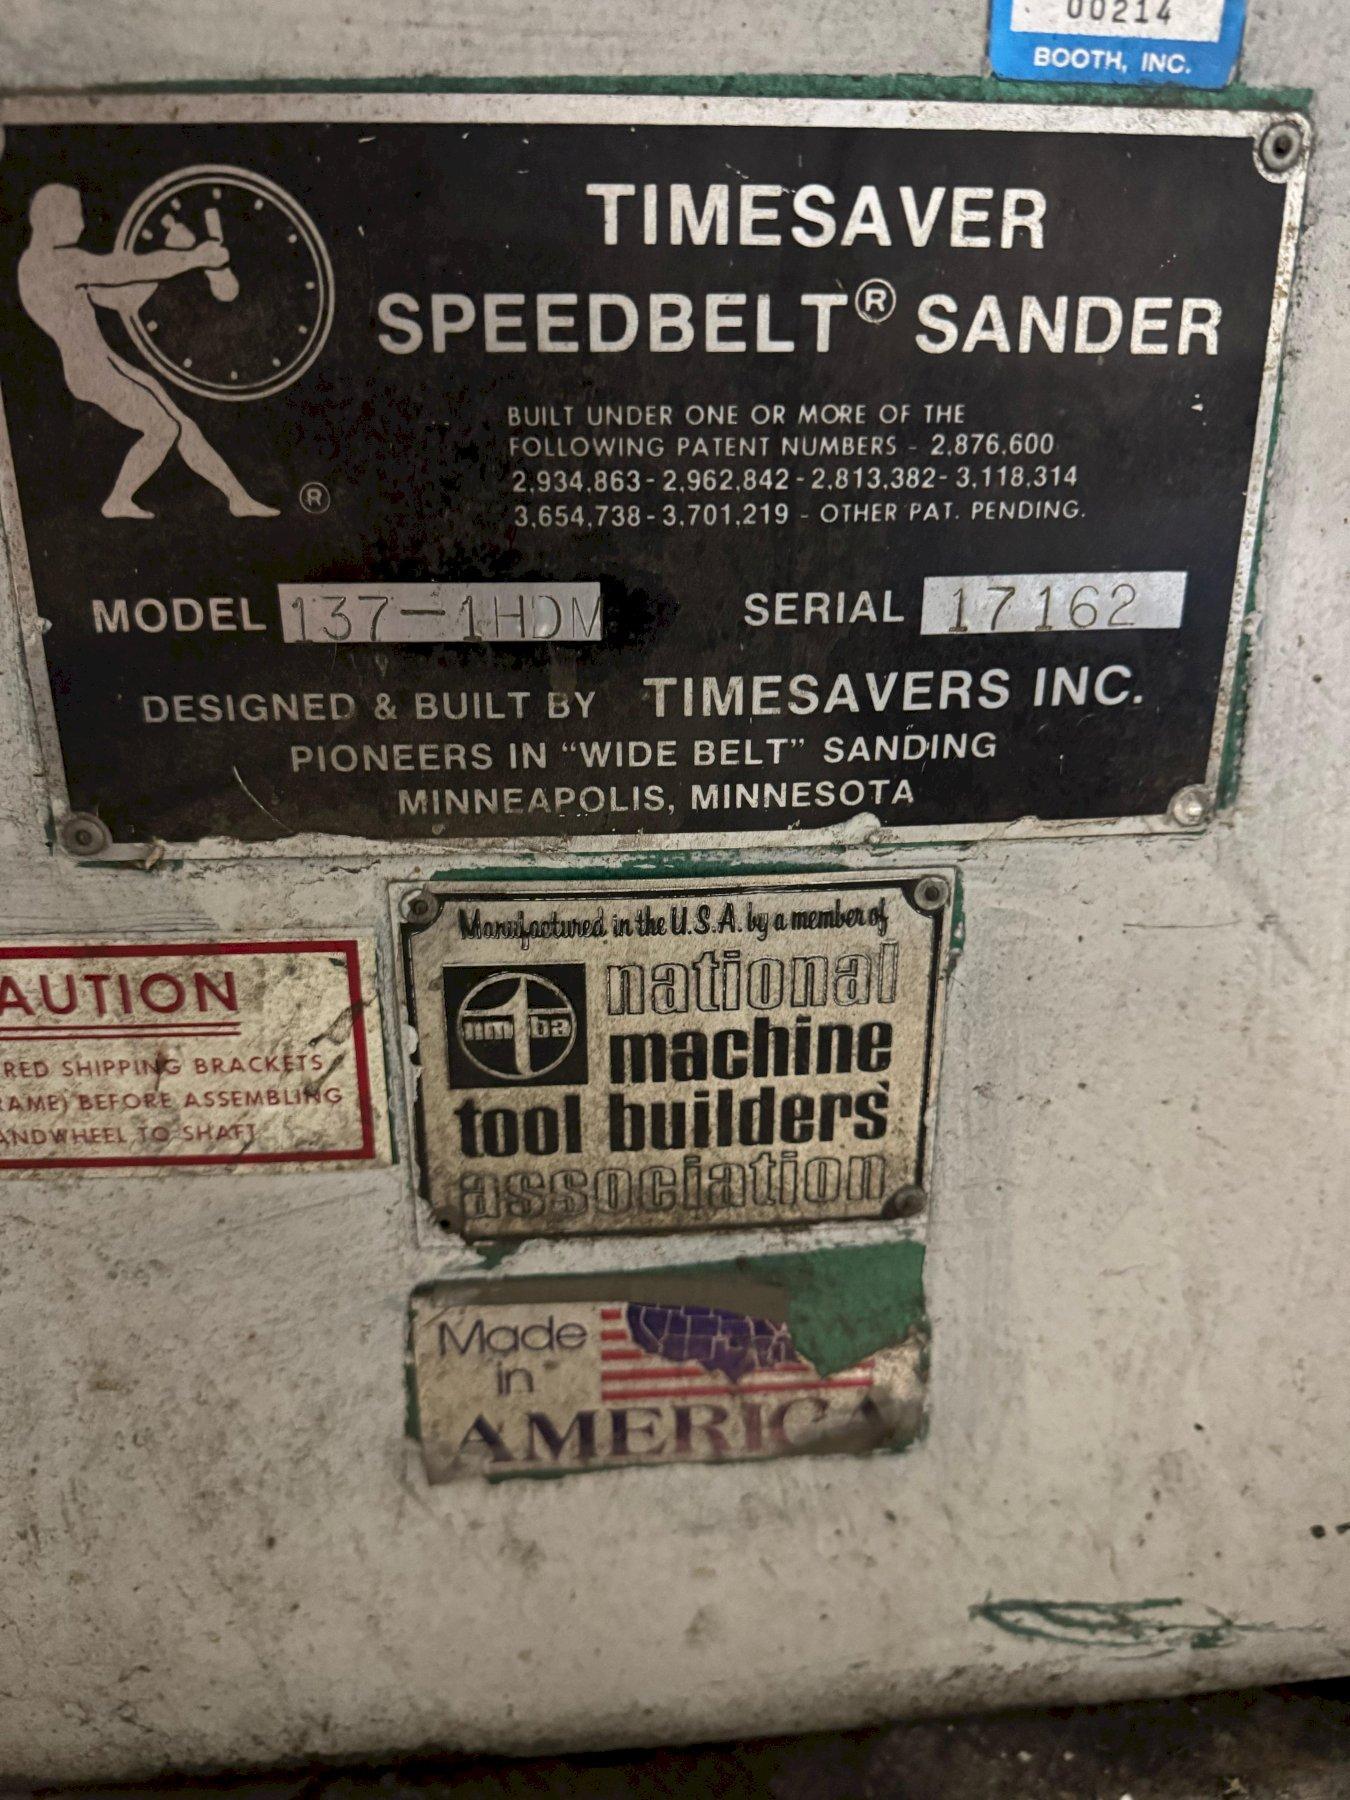 00214
BOOTH, INC.
TIMESAVER
SPEEDBELT® SANDER
BUILT UNDER ONE OR MORE OF THE
FOLLOWING PATENT NUMBERS - 2,876,600
2,934,863 - 2,962,842 - 2,813,382 - 3,118,314
3,654,738 - 3,701,219 - OTHER PAT. PENDING.
®
MODEL 137-1HDM SERIAL 17162
DESIGNED & BUILT BY TIMESAVERS INC.
PIONEERS IN “WIDE BELT” SANDING
MINNEAPOLIS, MINNESOTA
Manufactured in the U.S.A. by a member of
nmtba
national
machine
tool builders'
association
AUTION
RED SHIPPING BRACKETS
RAME) BEFORE ASSEMBLING
ANDWHEEL TO SHAFT
Made
in
AMERICA